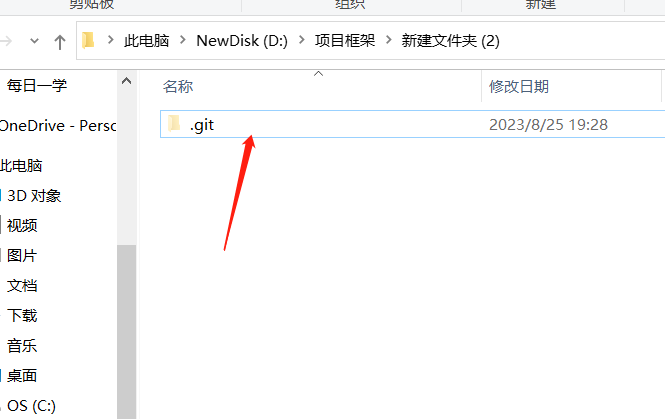 剪贴板 组织 新建
此电脑 NewDisk (D:) 项目框架 新建文件夹 (2)
名称 修改日期
.git 2023/8/25 19:28
每日一学
OneDrive - Perso
此电脑
3D 对象
视频
图片
文档
下载
音乐
桌面
OS (C:)